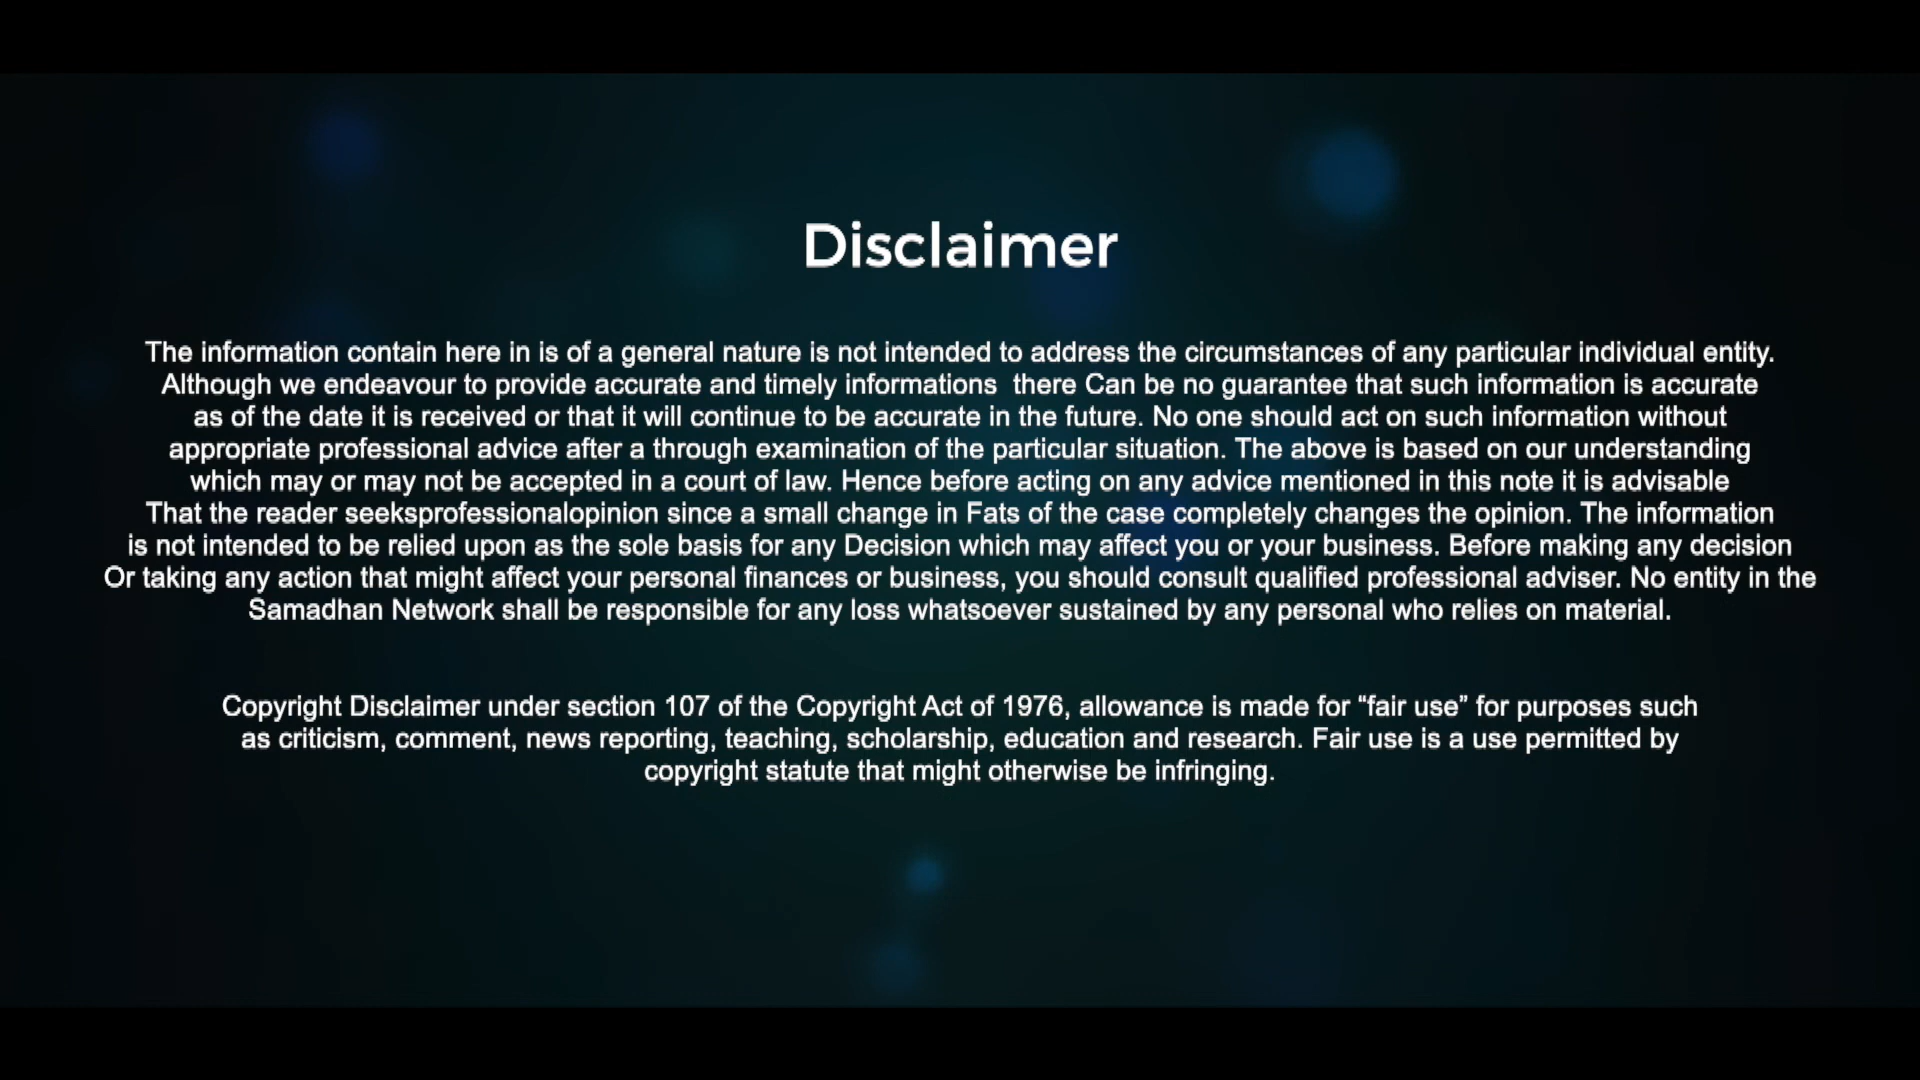 Disclaimer
The information contain here in is of a general nature is not intended to address the circumstances of any particular individual entity.
Although we endeavour to provide accurate and timely informations  there Can be no guarantee that such information is accurate
as of the date it is received or that it will continue to be accurate in the future. No one should act on such information without
appropriate professional advice after a through examination of the particular situation. The above is based on our understanding
which may or may not be accepted in a court of law. Hence before acting on any advice mentioned in this note it is advisable
That the reader seeksprofessionalopinion since a small change in Fats of the case completely changes the opinion. The information
is not intended to be relied upon as the sole basis for any Decision which may affect you or your business. Before making any decision
Or taking any action that might affect your personal finances or business, you should consult qualified professional adviser. No entity in the
Samadhan Network shall be responsible for any loss whatsoever sustained by any personal who relies on material.
Copyright Disclaimer under section 107 of the Copyright Act of 1976, allowance is made for “fair use” for purposes such
as criticism, comment, news reporting, teaching, scholarship, education and research. Fair use is a use permitted by
copyright statute that might otherwise be infringing.